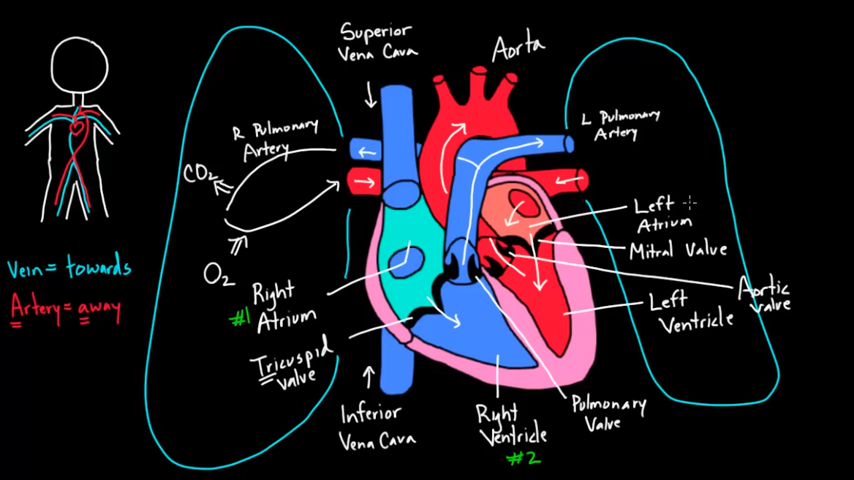 Superior
Vena Cava
Aorta
R Pulmonary
Artery
L Pulmonary
Artery
CO2
O2
Left
Atrium
Mitral Valve
Aortic
Valve
Left
Ventricle
Vein = towards
Artery = away
Right
Atrium
#1
Tricuspid
valve
Inferior
Vena Cava
Right
Ventricle
#2
Pulmonary
Valve